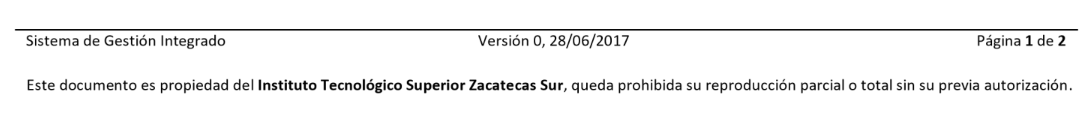 Sistema de Gestión Integrado Versión 0, 28/06/2017 Página 1 de 2
Este documento es propiedad del Instituto Tecnológico Superior Zacatecas Sur, queda prohibida su reproducción parcial o total sin su previa autorización.